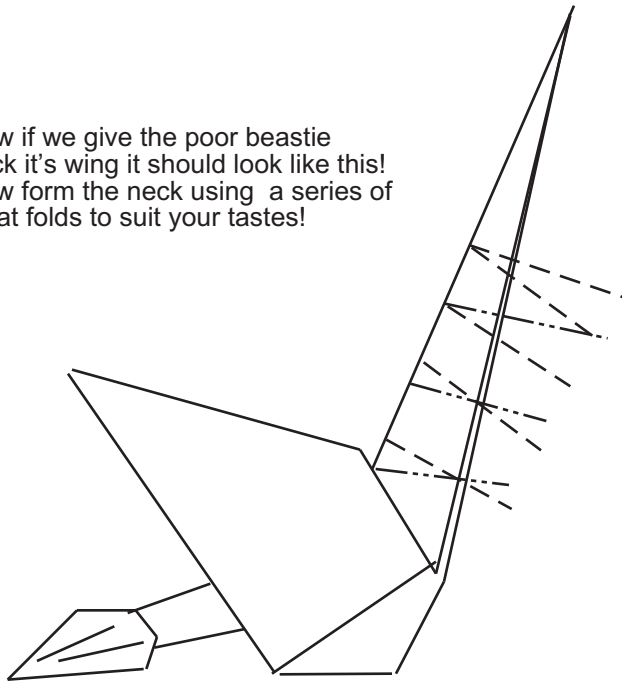 w if we give the poor beastie
ck it's wing it should look like this!
w form the neck using a series of
at folds to suit your tastes!